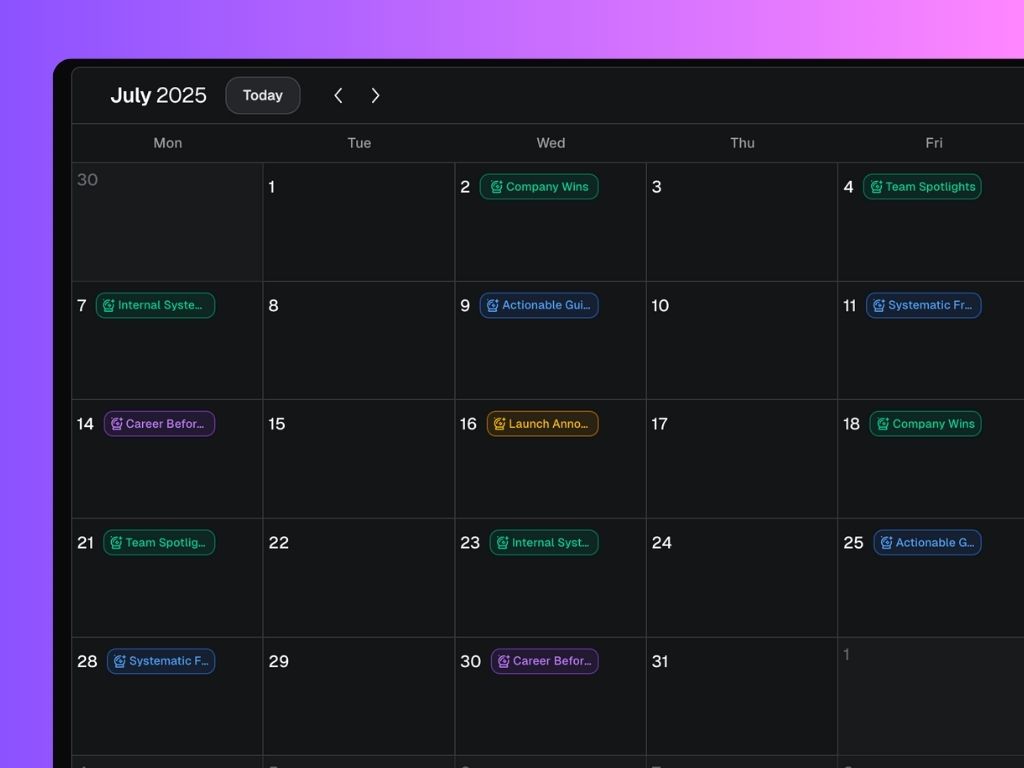 July 2025 Today
Mon Tue Wed Thu Fri
30 1 2 Company Wins 3 4 Team Spotlights
7 Internal Syste... 8 9 Actionable Gui... 10 11 Systematic Fr...
14 Career Befor... 15 16 Launch Anno... 17 18 Company Wins
21 Team Spotlig... 22 23 Internal Syst... 24 25 Actionable G...
28 Systematic F... 29 30 Career Befor... 31 1